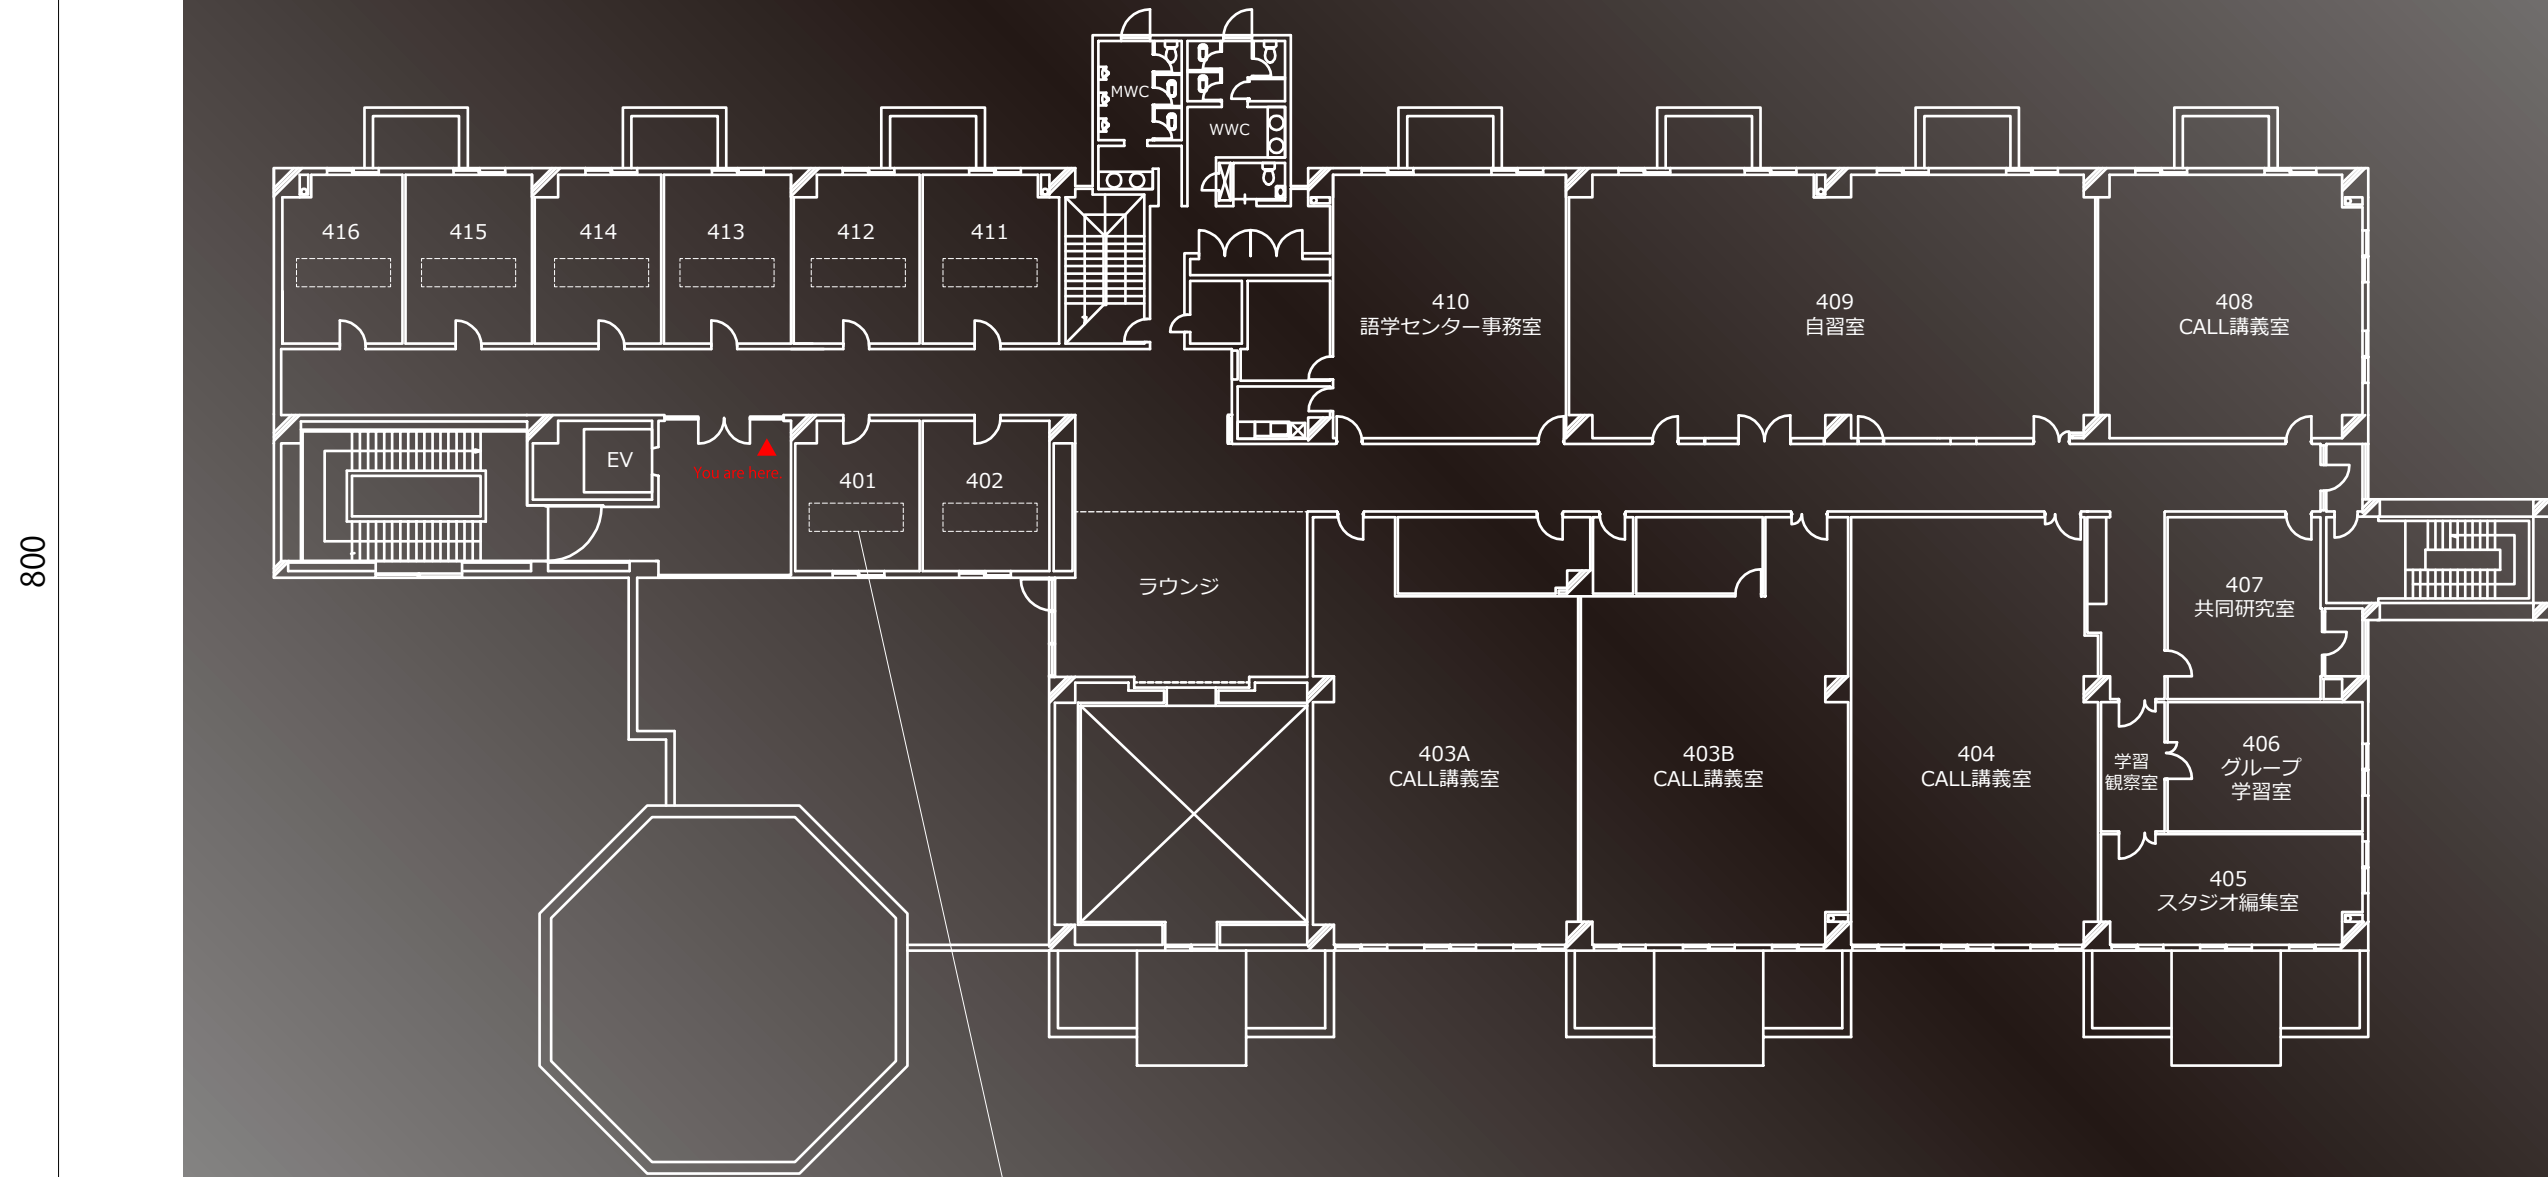 MWC
WWC
416
415
414
413
412
411
410
語学センター事務室
409
自習室
408
CALL講義室
EV
You are here.
401
402
800
ラウンジ
407
共同研究室
403A
CALL講義室
403B
CALL講義室
404
CALL講義室
学習
観察室
406
グループ
学習室
405
スタジオ編集室